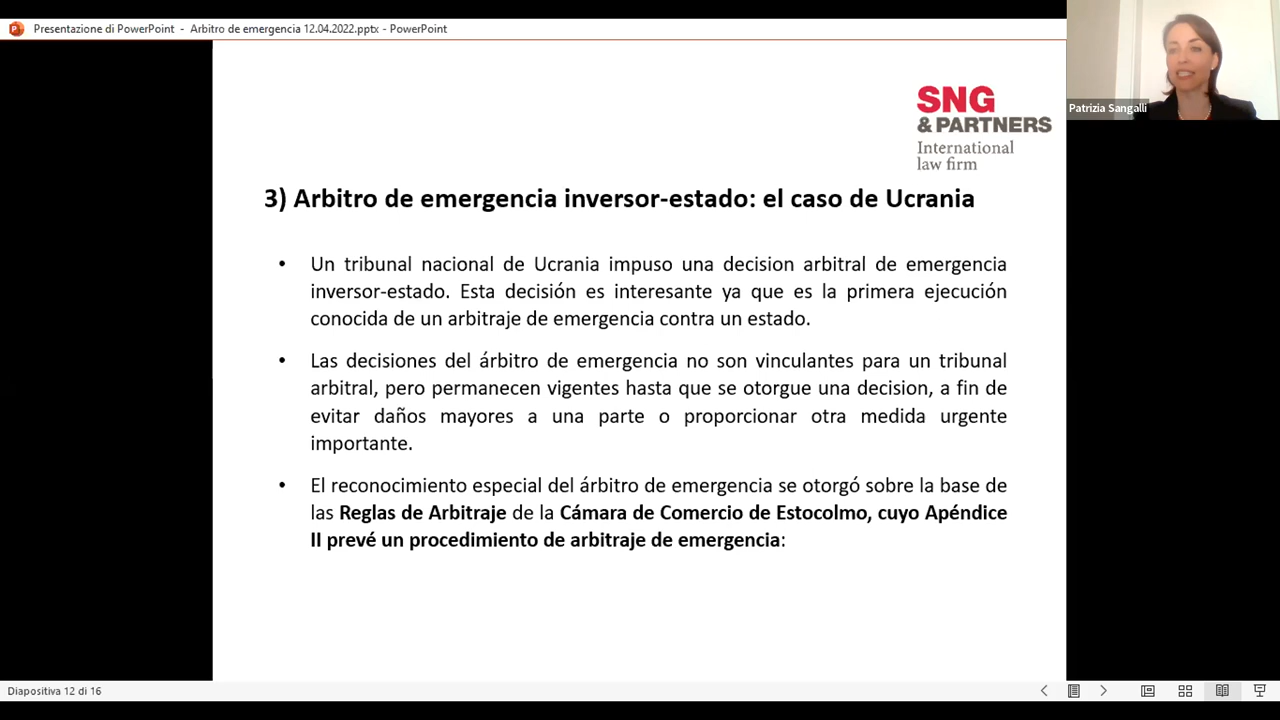 Presentazione di PowerPoint - Arbitro de emergencia 12.04.2022.pptx - PowerPoint
Patrizia Sangalli
SNG
& PARTNERS
International
law firm
3) Arbitro de emergencia inversor-estado: el caso de Ucrania
• Un tribunal nacional de Ucrania impuso una decision arbitral de emergencia
inversor-estado. Esta decisión es interesante ya que es la primera ejecución
conocida de un arbitraje de emergencia contra un estado.
• Las decisiones del árbitro de emergencia no son vinculantes para un tribunal
arbitral, pero permanecen vigentes hasta que se otorgue una decision, a fin de
evitar daños mayores a una parte o proporcionar otra medida urgente
importante.
• El reconocimiento especial del árbitro de emergencia se otorgó sobre la base de
las Reglas de Arbitraje de la Cámara de Comercio de Estocolmo, cuyo Apéndice
II prevé un procedimiento de arbitraje de emergencia:
Diapositiva 12 di 16